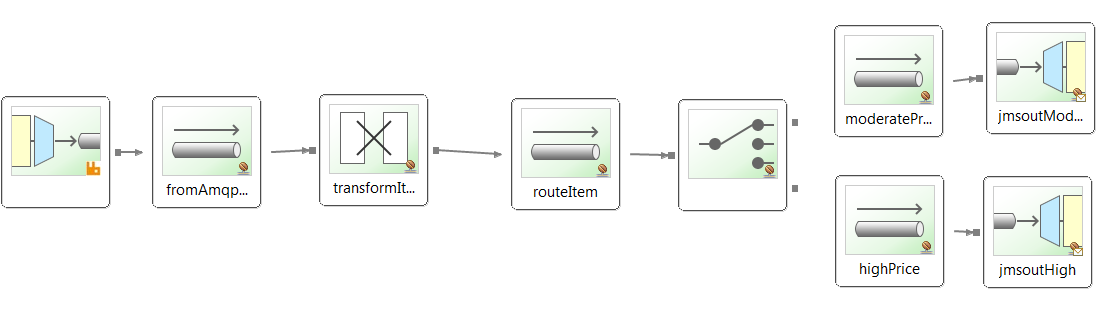 moderatePr...
jmsoutMod...
fromAmqp...
transformIt...
routeItem
highPrice
jmsoutHigh